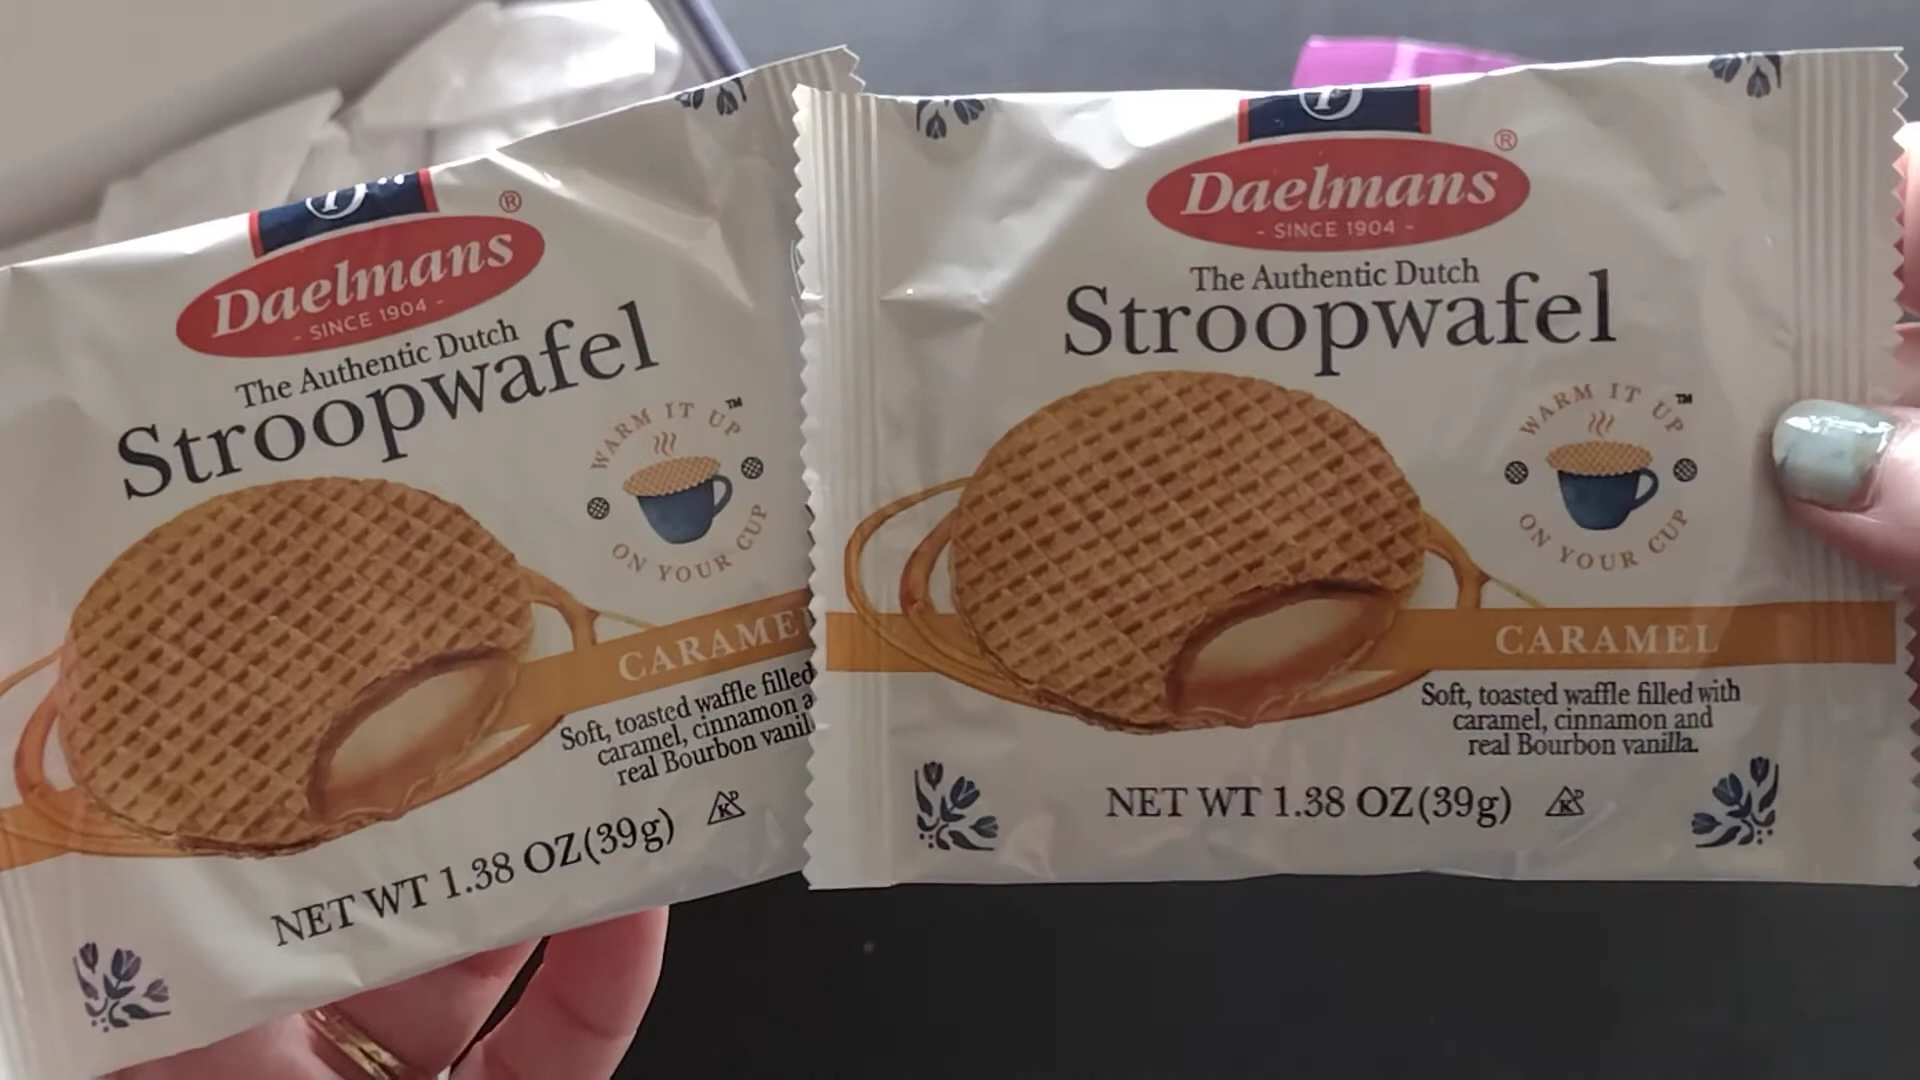 Daelmans ®
- SINCE 1904 -
The Authentic Dutch
Stroopwafel
WARM IT UP ™
ON YOUR CUP
CARAMEL
Soft, toasted waffle filled
caramel, cinnamon
real Bourbon
NET WT 1.38 OZ (39g)
K P
Daelmans ®
- SINCE 1904 -
The Authentic Dutch
Stroopwafel
WARM IT UP ™
ON YOUR CUP
CARAMEL
Soft, toasted waffle filled with
caramel, cinnamon and
real Bourbon vanilla.
NET WT 1.38 OZ (39g)
K P